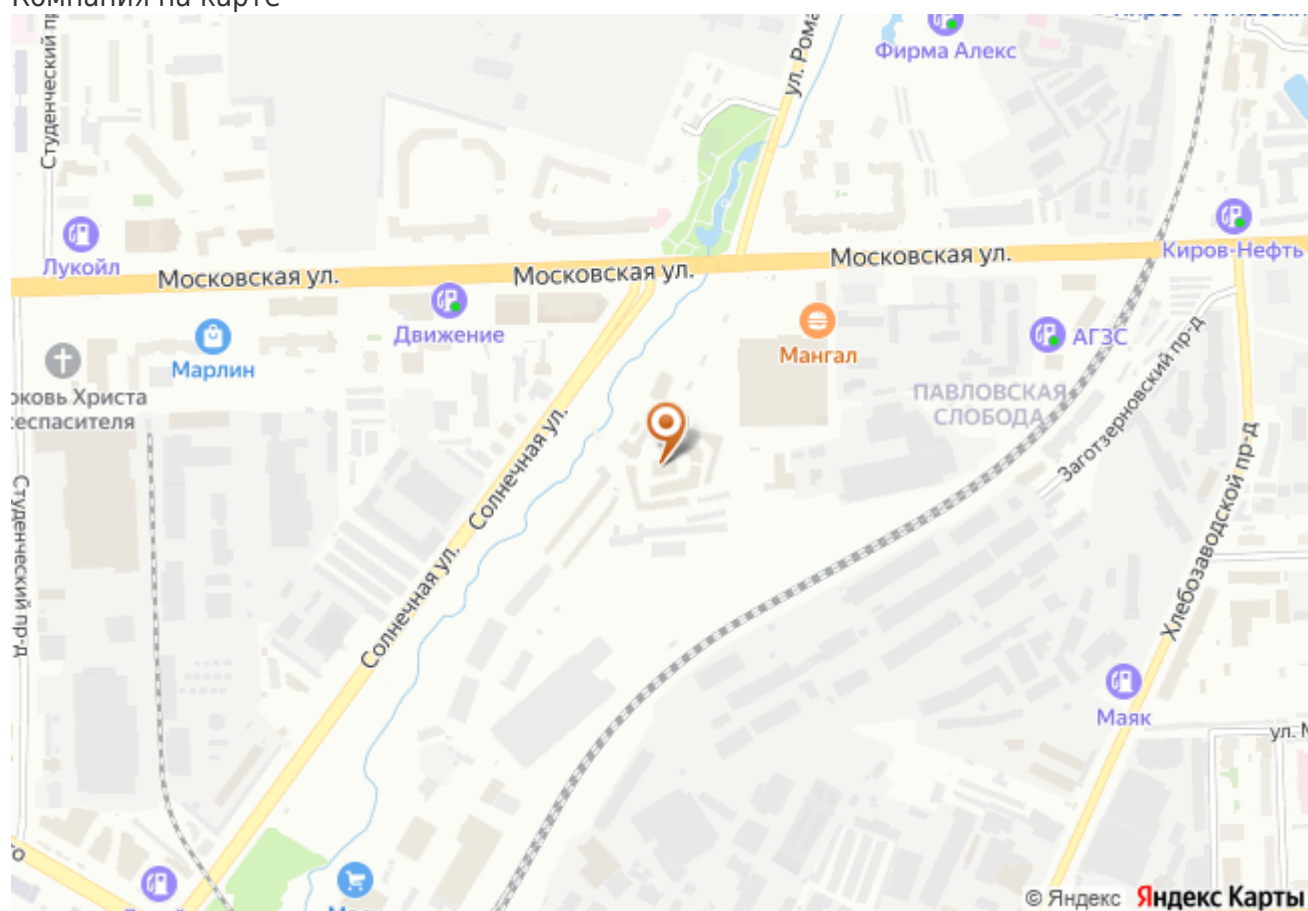 Компания на карте
Студенческий п
ул. Рома
Фирма Алекс
Лукойл
Московская ул.
Московская ул.
Московская ул.
Киров-Нефть
Движение
Марлин
Мангал
АГЗС
рковь Христа
еспасителя
ПАВЛОВСКАЯ
СЛОБОДА
Заготзерновский пр-д
Солнечная ул.
Студенческий пр-д
Хлебозаводской пр-д
Солнечная ул.
Маяк
ул.
© Яндекс Яндекс Карты